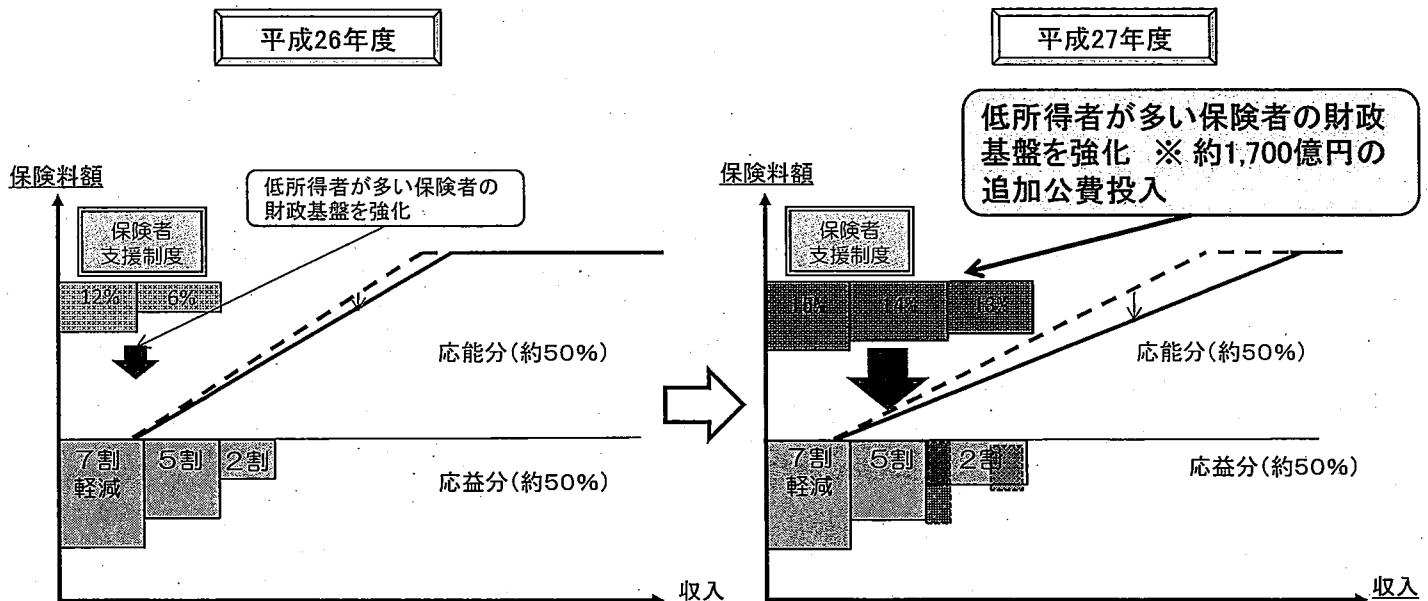 平成26年度
保険料額
低所得者が多い保険者の
財政基盤を強化
保険者
支援制度
12%
6%
応能分(約50%)
7割
軽減
5割
2割
応益分(約50%)
収入
平成27年度
低所得者が多い保険者の財政
基盤を強化 ※ 約1,700億円の
追加公費投入
保険料額
保険者
支援制度
14%
13%
応能分(約50%)
7割
軽減
5割
2割
応益分(約50%)
収入